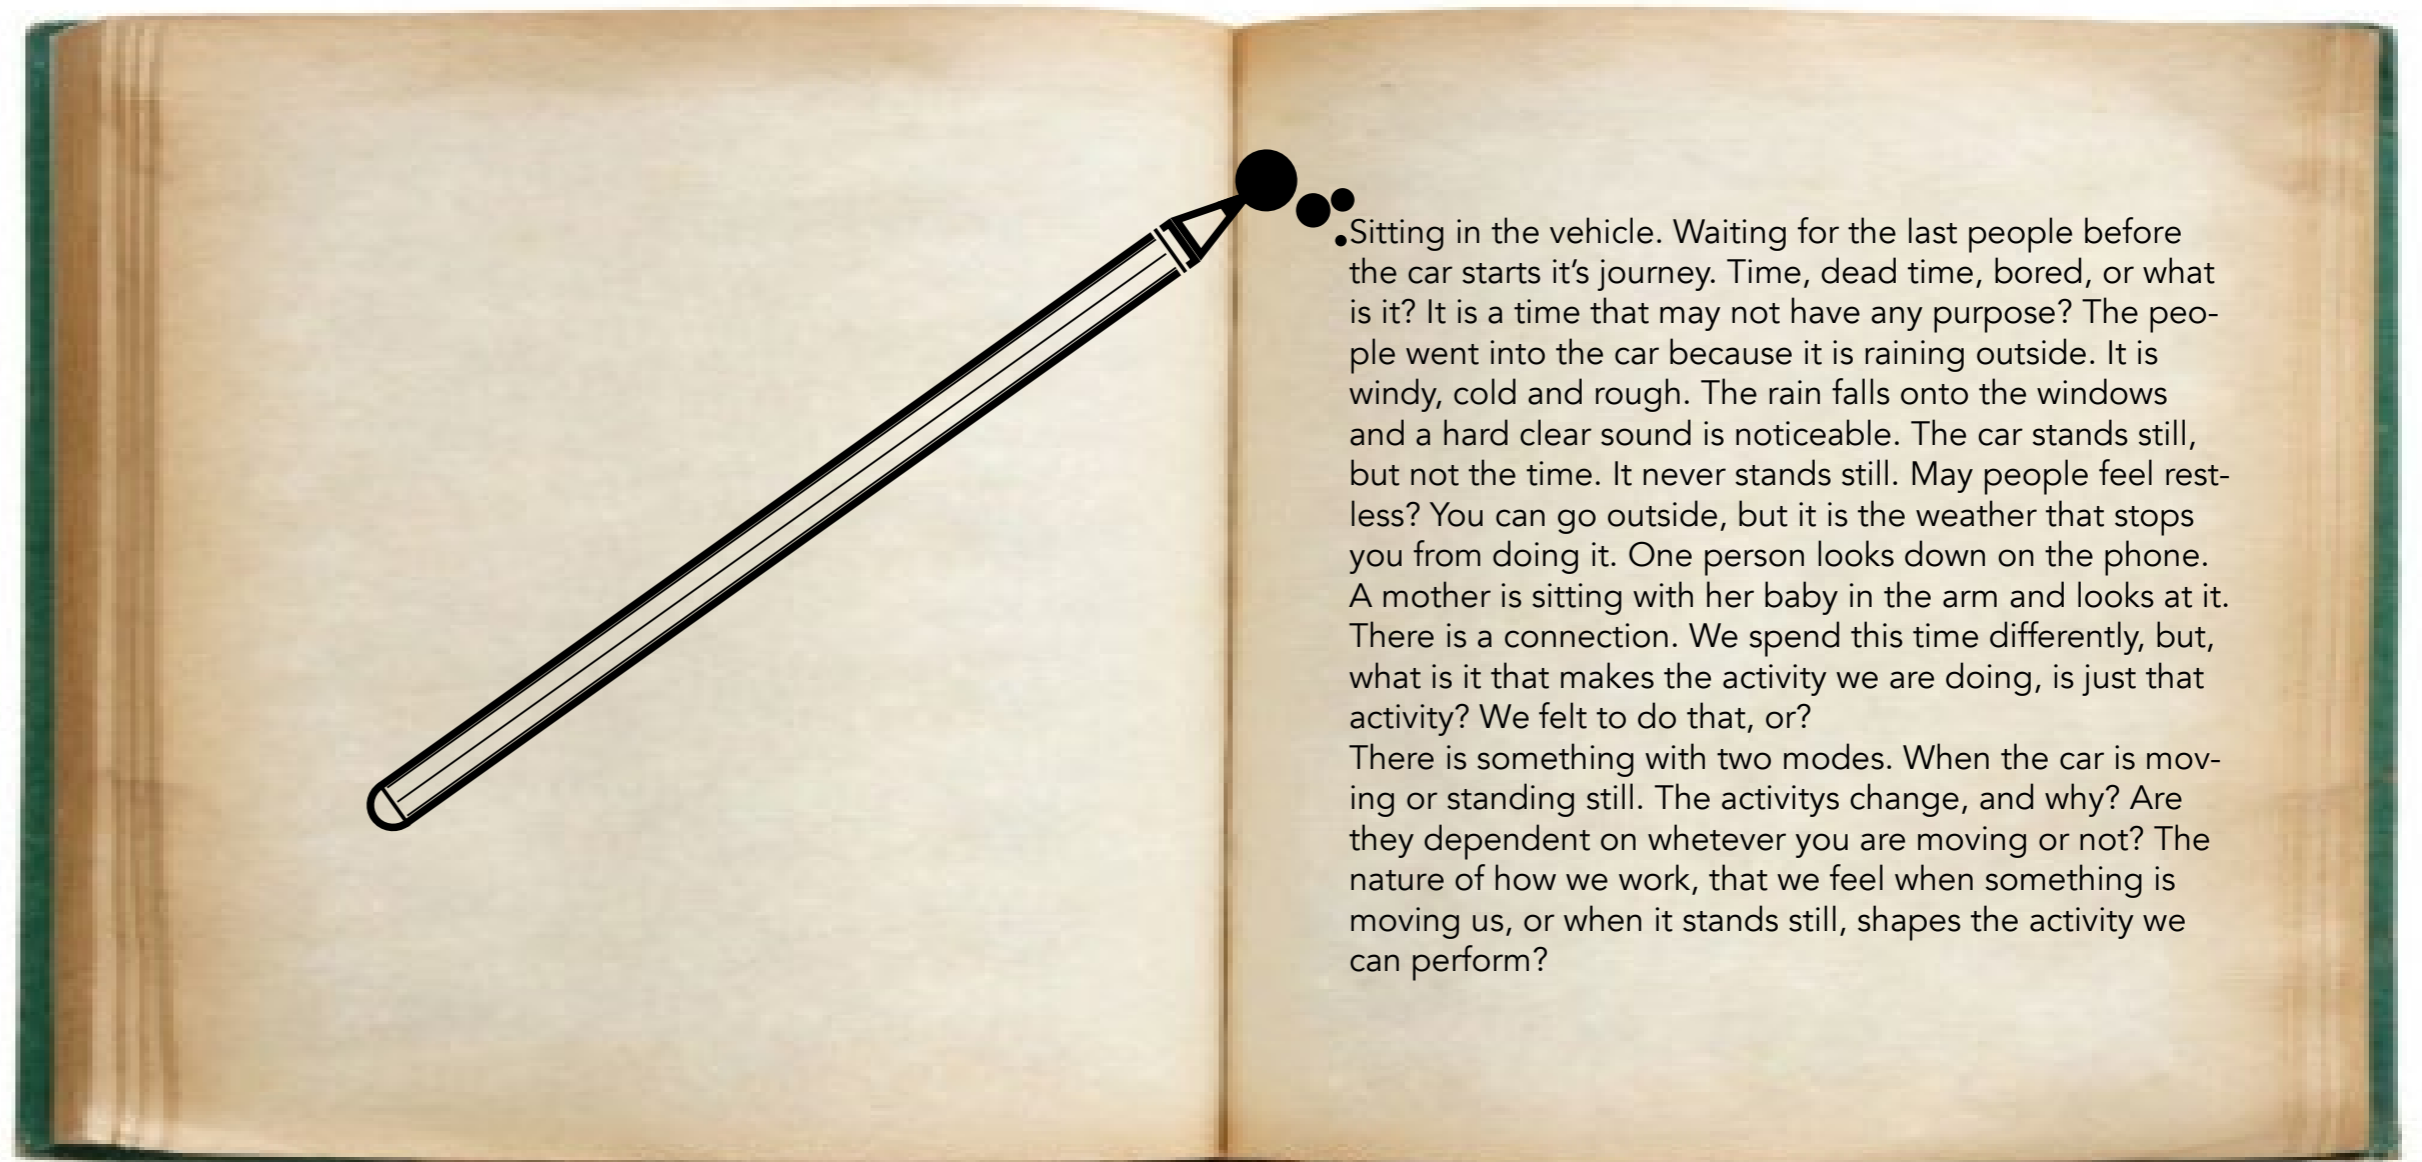 Sitting in the vehicle. Waiting for the last people before
the car starts it’s journey. Time, dead time, bored, or what
is it? It is a time that may not have any purpose? The peo-
ple went into the car because it is raining outside. It is
windy, cold and rough. The rain falls onto the windows
and a hard clear sound is noticeable. The car stands still,
but not the time. It never stands still. May people feel rest-
less? You can go outside, but it is the weather that stops
you from doing it. One person looks down on the phone.
A mother is sitting with her baby in the arm and looks at it.
There is a connection. We spend this time differently, but,
what is it that makes the activity we are doing, is just that
activity? We felt to do that, or?
There is something with two modes. When the car is mov-
ing or standing still. The activitys change, and why? Are
they dependent on whetever you are moving or not? The
nature of how we work, that we feel when something is
moving us, or when it stands still, shapes the activity we
can perform?